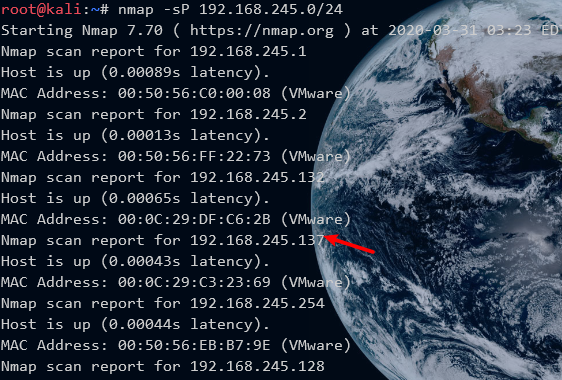 root@kali:~# nmap -sP 192.168.245.0/24
Starting Nmap 7.70 ( https://nmap.org ) at 2020-03-31 03:23 ED
Nmap scan report for 192.168.245.1
Host is up (0.00089s latency).
MAC Address: 00:50:56:C0:00:08 (VMware)
Nmap scan report for 192.168.245.2
Host is up (0.00013s latency).
MAC Address: 00:50:56:FF:22:73 (VMware)
Nmap scan report for 192.168.245.132
Host is up (0.00065s latency).
MAC Address: 00:0C:29:DF:C6:2B (VMware)
Nmap scan report for 192.168.245.137
Host is up (0.00043s latency).
MAC Address: 00:0C:29:C3:23:69 (VMware)
Nmap scan report for 192.168.245.254
Host is up (0.00044s latency).
MAC Address: 00:50:56:EB:B7:9E (VMware)
Nmap scan report for 192.168.245.128